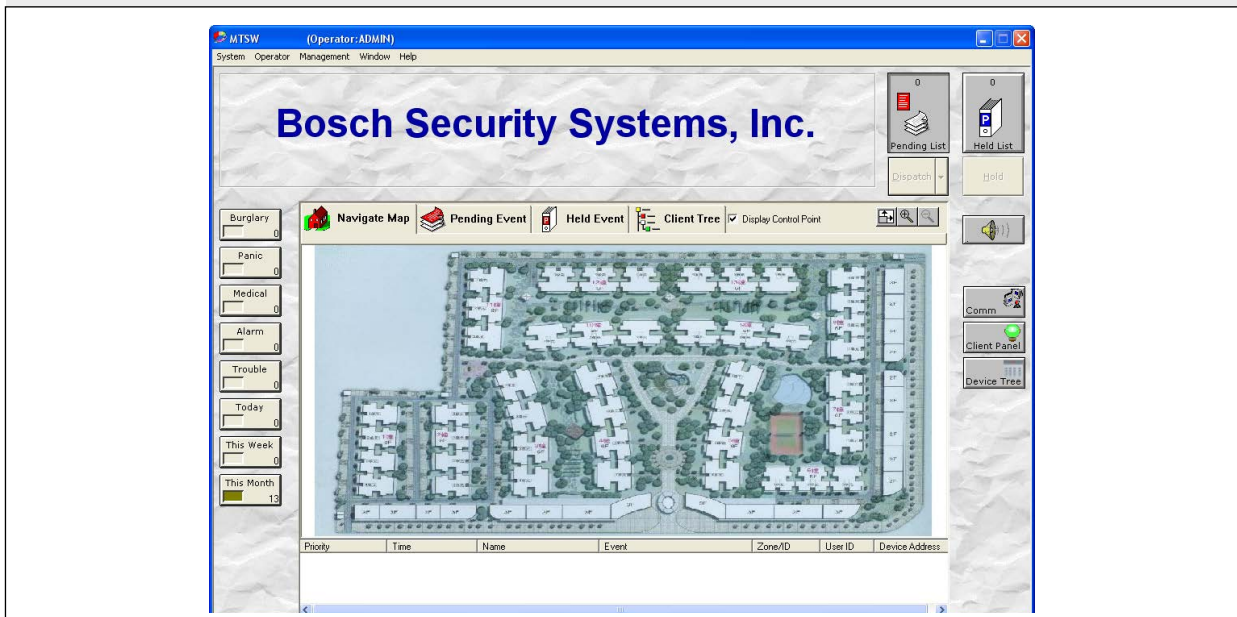 MTSW (Operator:ADMIN)
System Operator Management Window Help
Bosch Security Systems, Inc.
0
Pending List
0
P
Held List
Dispatch
Hold
Burglary
0
Panic
0
Medical
0
Alarm
0
Trouble
0
Today
0
This Week
0
This Month
13
Navigate Map
Pending Event
Held Event
Client Tree
Display Control Point
Comm
Client Panel
Device Tree
Priority Time Name Event Zone/ID User ID Device Address